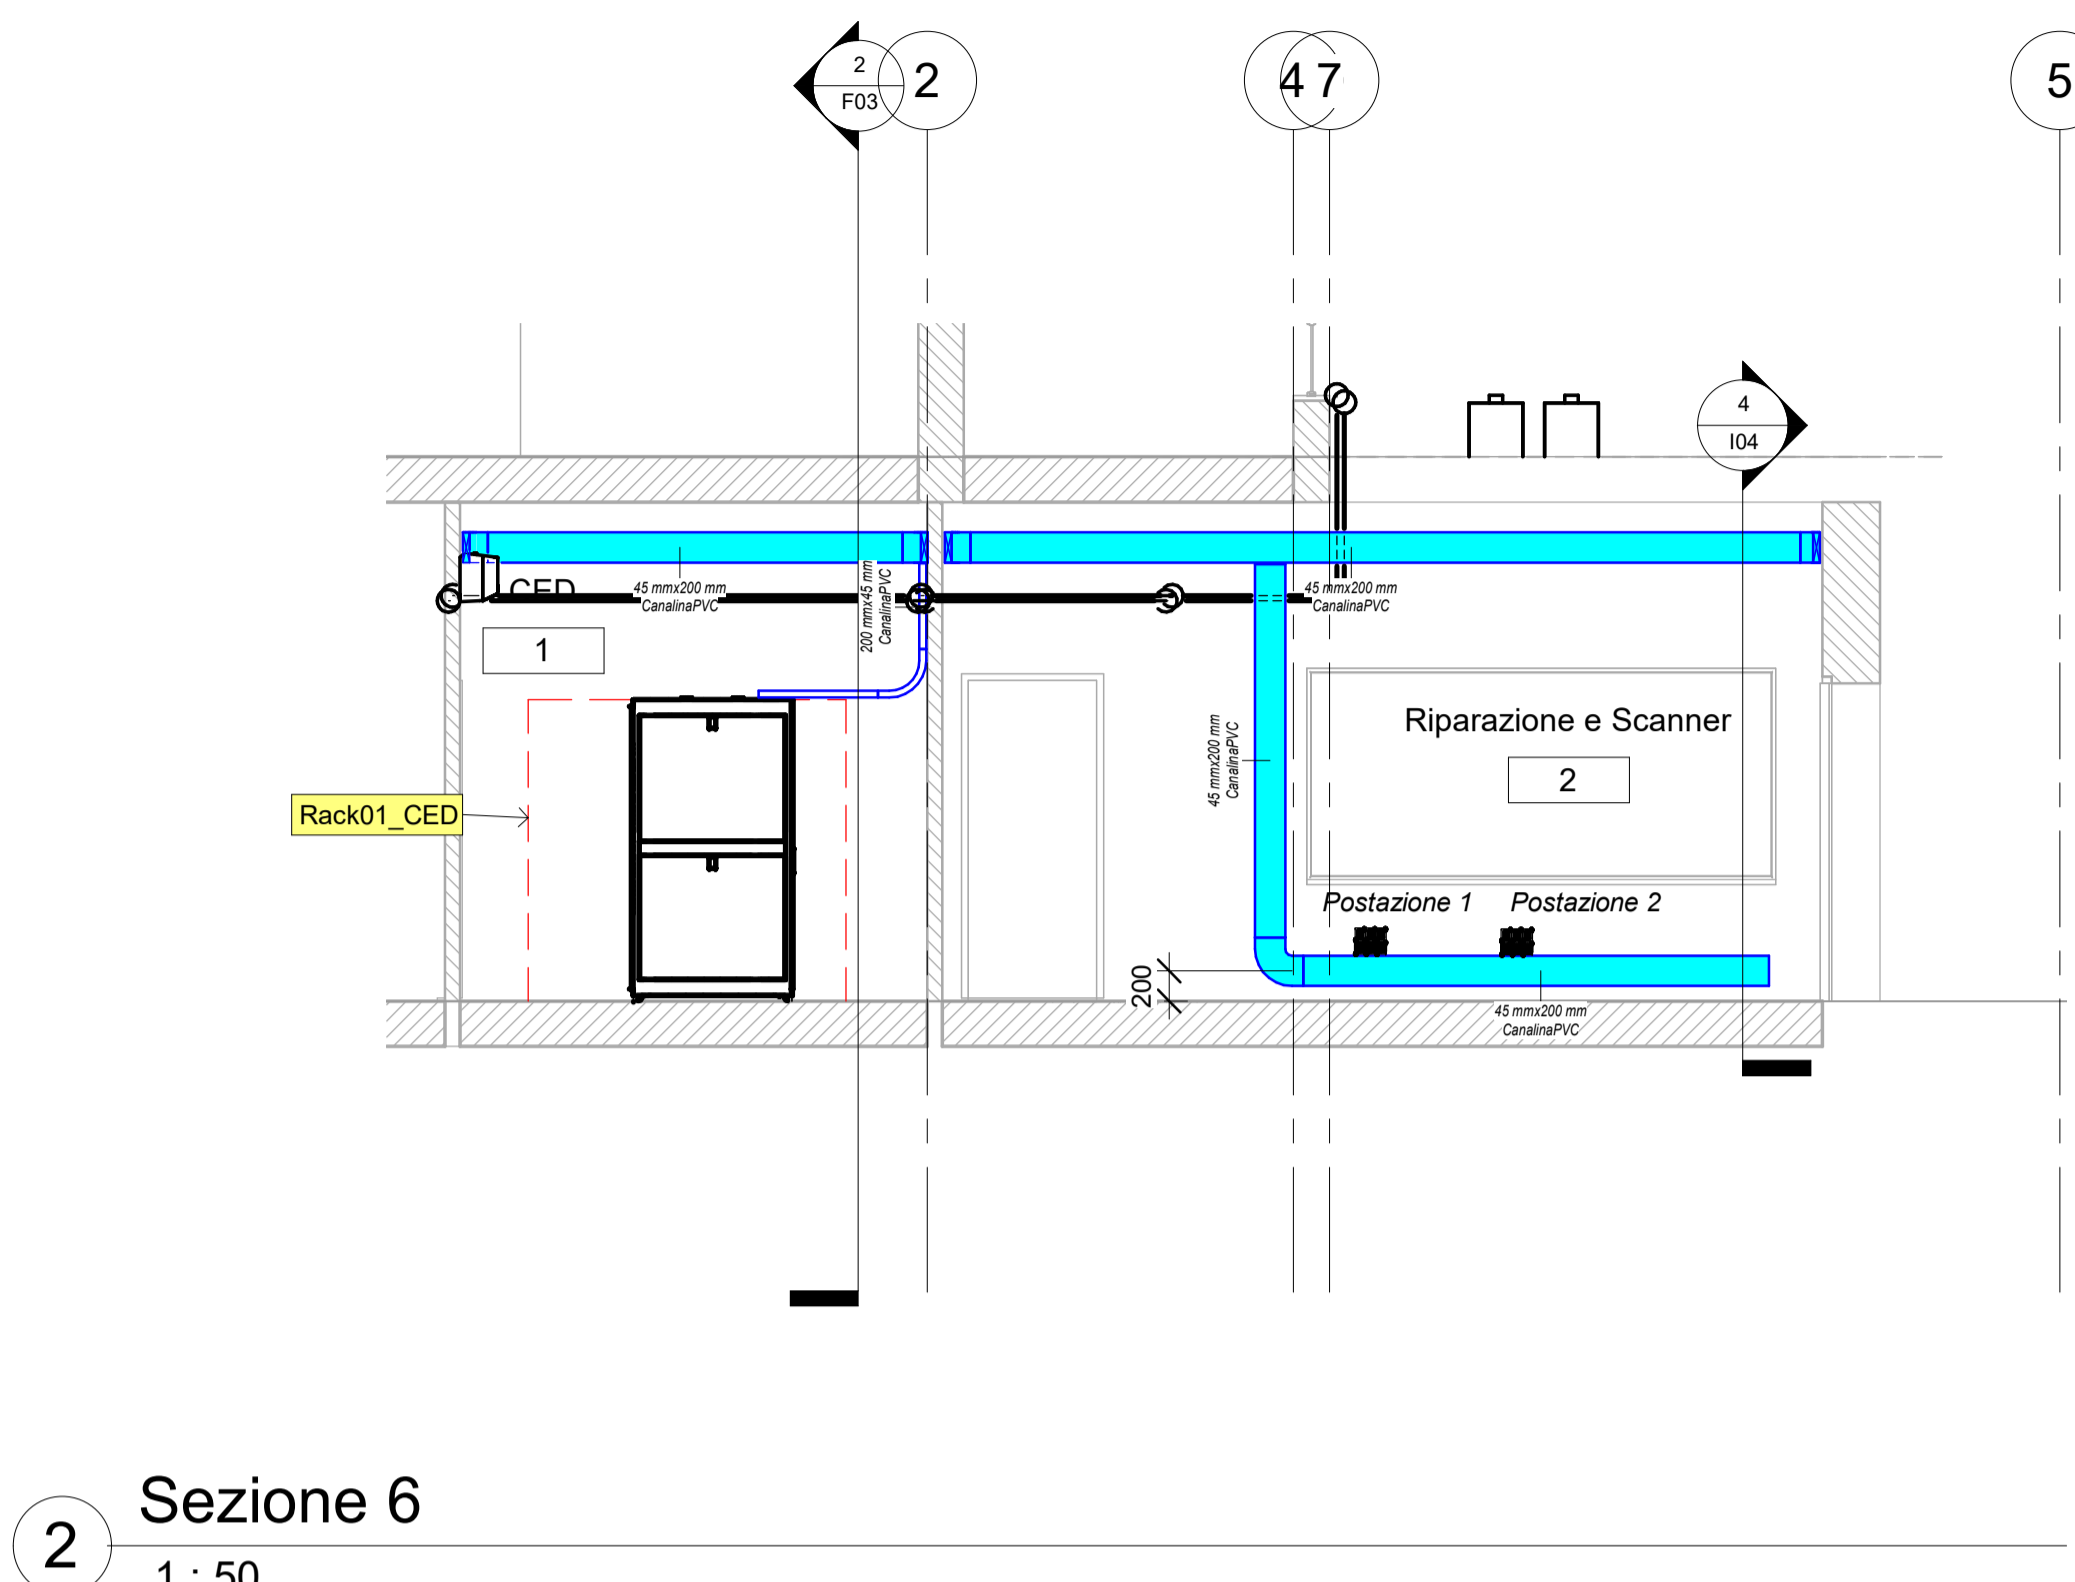 2
F03
2
4
7
5
4
I04
CED
1
45 mmx200 mm
CanalinaPVC
200 mmx45 mm
CanalinaPVC
45 mmx200 mm
CanalinaPVC
45 mmx200 mm
CanalinaPVC
Riparazione e Scanner
2
Rack01_CED
Postazione 1
Postazione 2
200
45 mmx200 mm
CanalinaPVC
2
Sezione 6
1 : 50